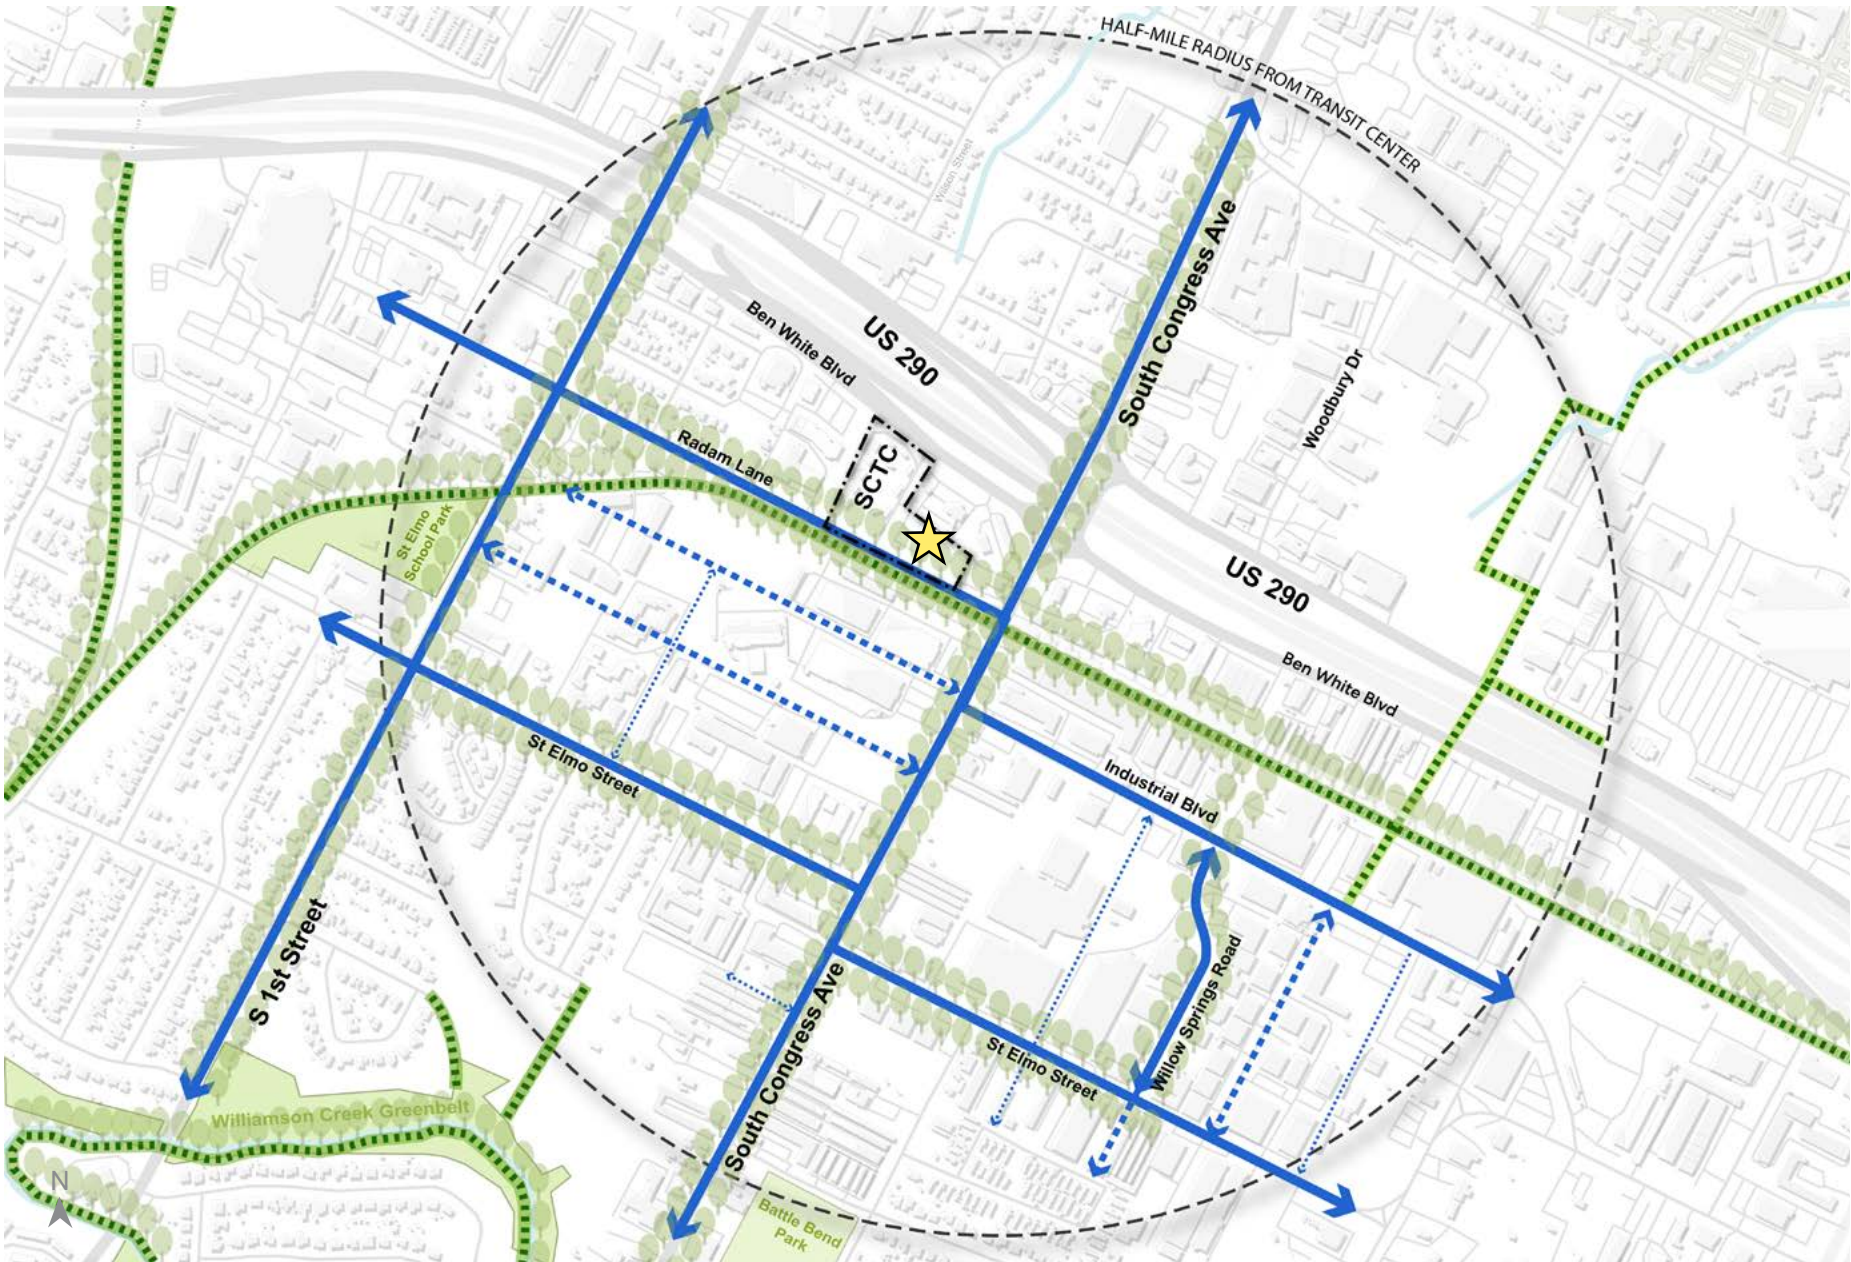 HALF-MILE RADIUS FROM TRANSIT CENTER
Wilson Street
South Congress Ave
Ben White Blvd
US 290
Woodbury Dr
Radam Lane
SCTC
St Elmo
School Park
US 290
Ben White Blvd
St Elmo Street
Industrial Blvd
S 1st Street
Willow Springs Road
South Congress Ave
St Elmo Street
Williamson Creek Greenbelt
N
Battle Bend
Park